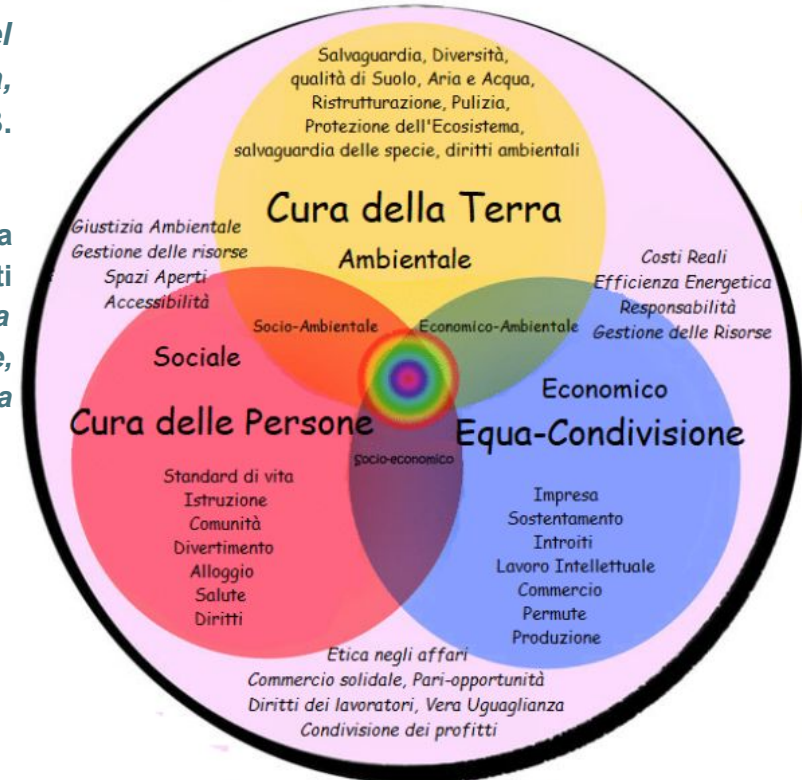 Salvaguardia, Diversità,
qualità di Suolo, Aria e Acqua,
Ristrutturazione, Pulizia,
Protezione dell'Ecosistema,
salvaguardia delle specie, diritti ambientali
Cura della Terra
Ambientale
Giustizia Ambientale
Gestione delle risorse
Spazi Aperti
Accessibilità
Costi Reali
Efficienza Energetica
Responsabilità
Gestione delle Risorse
Socio-Ambientale
Economico-Ambientale
Sociale
Cura delle Persone
Economico
Equa-Condivisione
Socio-economico
Standard di vita
Istruzione
Comunità
Divertimento
Alloggio
Salute
Diritti
Impresa
Sostentamento
Introiti
Lavoro Intellettuale
Commercio
Permute
Produzione
Etica negli affari
Commercio solidale, Pari-opportunità
Diritti dei lavoratori, Vera Uguaglianza
Condivisione dei profitti